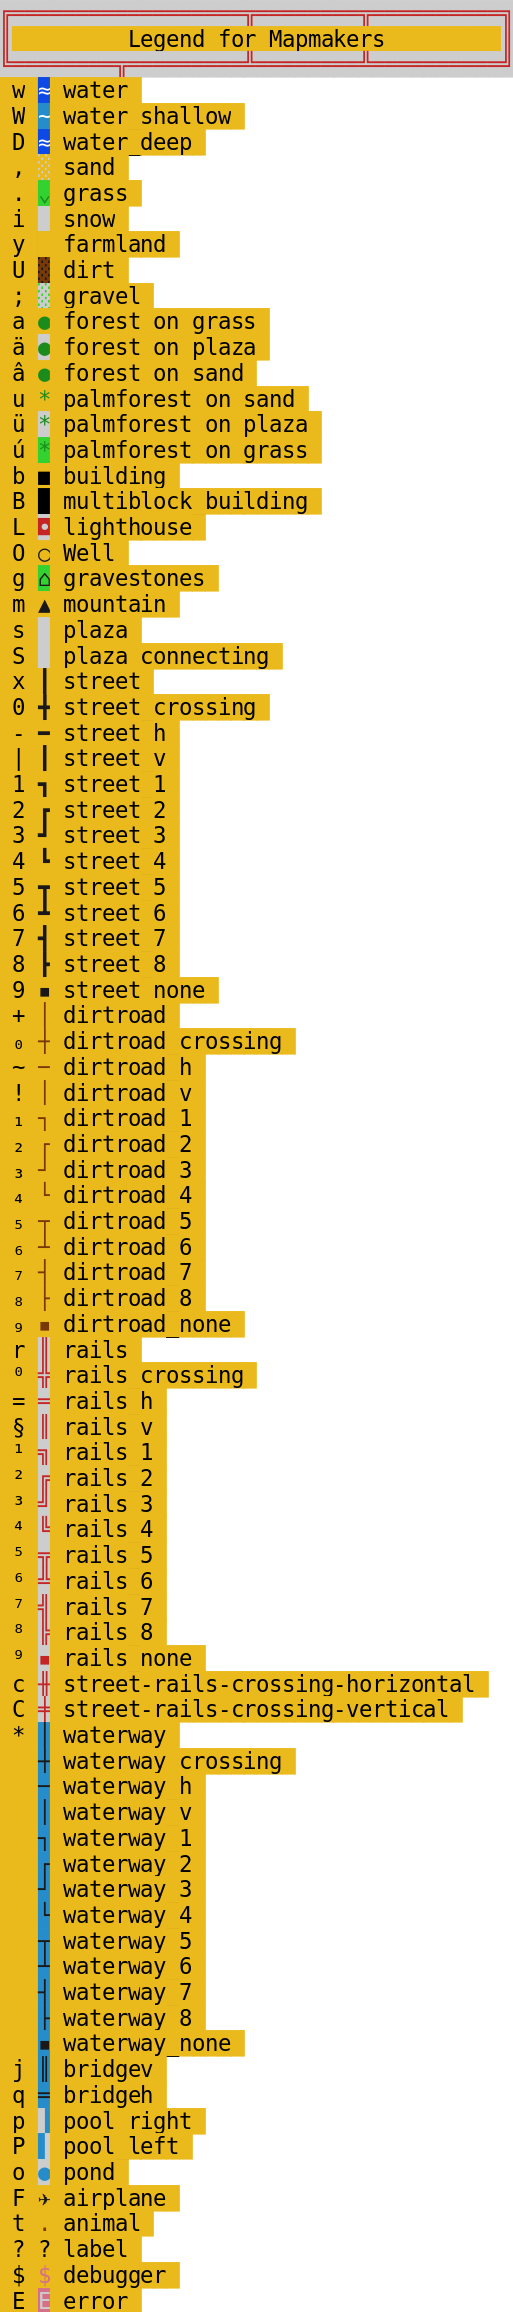 Legend for Mapmakers
w ≈ water
W ~ water shallow
D ≈ water_deep
, ░ sand
. ⌄ grass
i snow
y farmland
U ▒ dirt
; ▒ gravel
a ● forest on grass
ä ● forest on plaza
â ● forest on sand
u * palmforest on sand
ü * palmforest on plaza
ú * palmforest on grass
b ■ building
B █ multiblock building
L ◘ lighthouse
O ○ Well
g ⌂ gravestones
m ▲ mountain
s plaza
S plaza connecting
x ┃ street
0 ╋ street crossing
- ━ street h
| ┃ street v
1 ┓ street 1
2 ┏ street 2
3 ┛ street 3
4 ┗ street 4
5 ┳ street 5
6 ┻ street 6
7 ┫ street 7
8 ┣ street 8
9 ▪ street none
+ │ dirtroad
₀ ┼ dirtroad crossing
~ ─ dirtroad h
! │ dirtroad v
₁ ┐ dirtroad 1
₂ ┌ dirtroad 2
₃ ┘ dirtroad 3
₄ └ dirtroad 4
₅ ┬ dirtroad 5
₆ ┴ dirtroad 6
₇ ┤ dirtroad 7
₈ ├ dirtroad 8
₉ ▪ dirtroad_none
r ║ rails
⁰ ╬ rails crossing
= ═ rails h
§ ║ rails v
¹ ╗ rails 1
² ╔ rails 2
³ ╝ rails 3
⁴ ╚ rails 4
⁵ ╦ rails 5
⁶ ╩ rails 6
⁷ ╣ rails 7
⁸ ╠ rails 8
⁹ ▪ rails none
c ╫ street-rails-crossing-horizontal
C ╪ street-rails-crossing-vertical
* │ waterway
┼ waterway crossing
─ waterway h
│ waterway v
┐ waterway 1
┌ waterway 2
┘ waterway 3
└ waterway 4
┬ waterway 5
┴ waterway 6
┤ waterway 7
├ waterway 8
▪ waterway_none
j ║ bridgev
q ═ bridgeh
p ▐ pool right
P ▌ pool left
o ● pond
F ✈ airplane
t . animal
? ? label
$ $ debugger
E E error